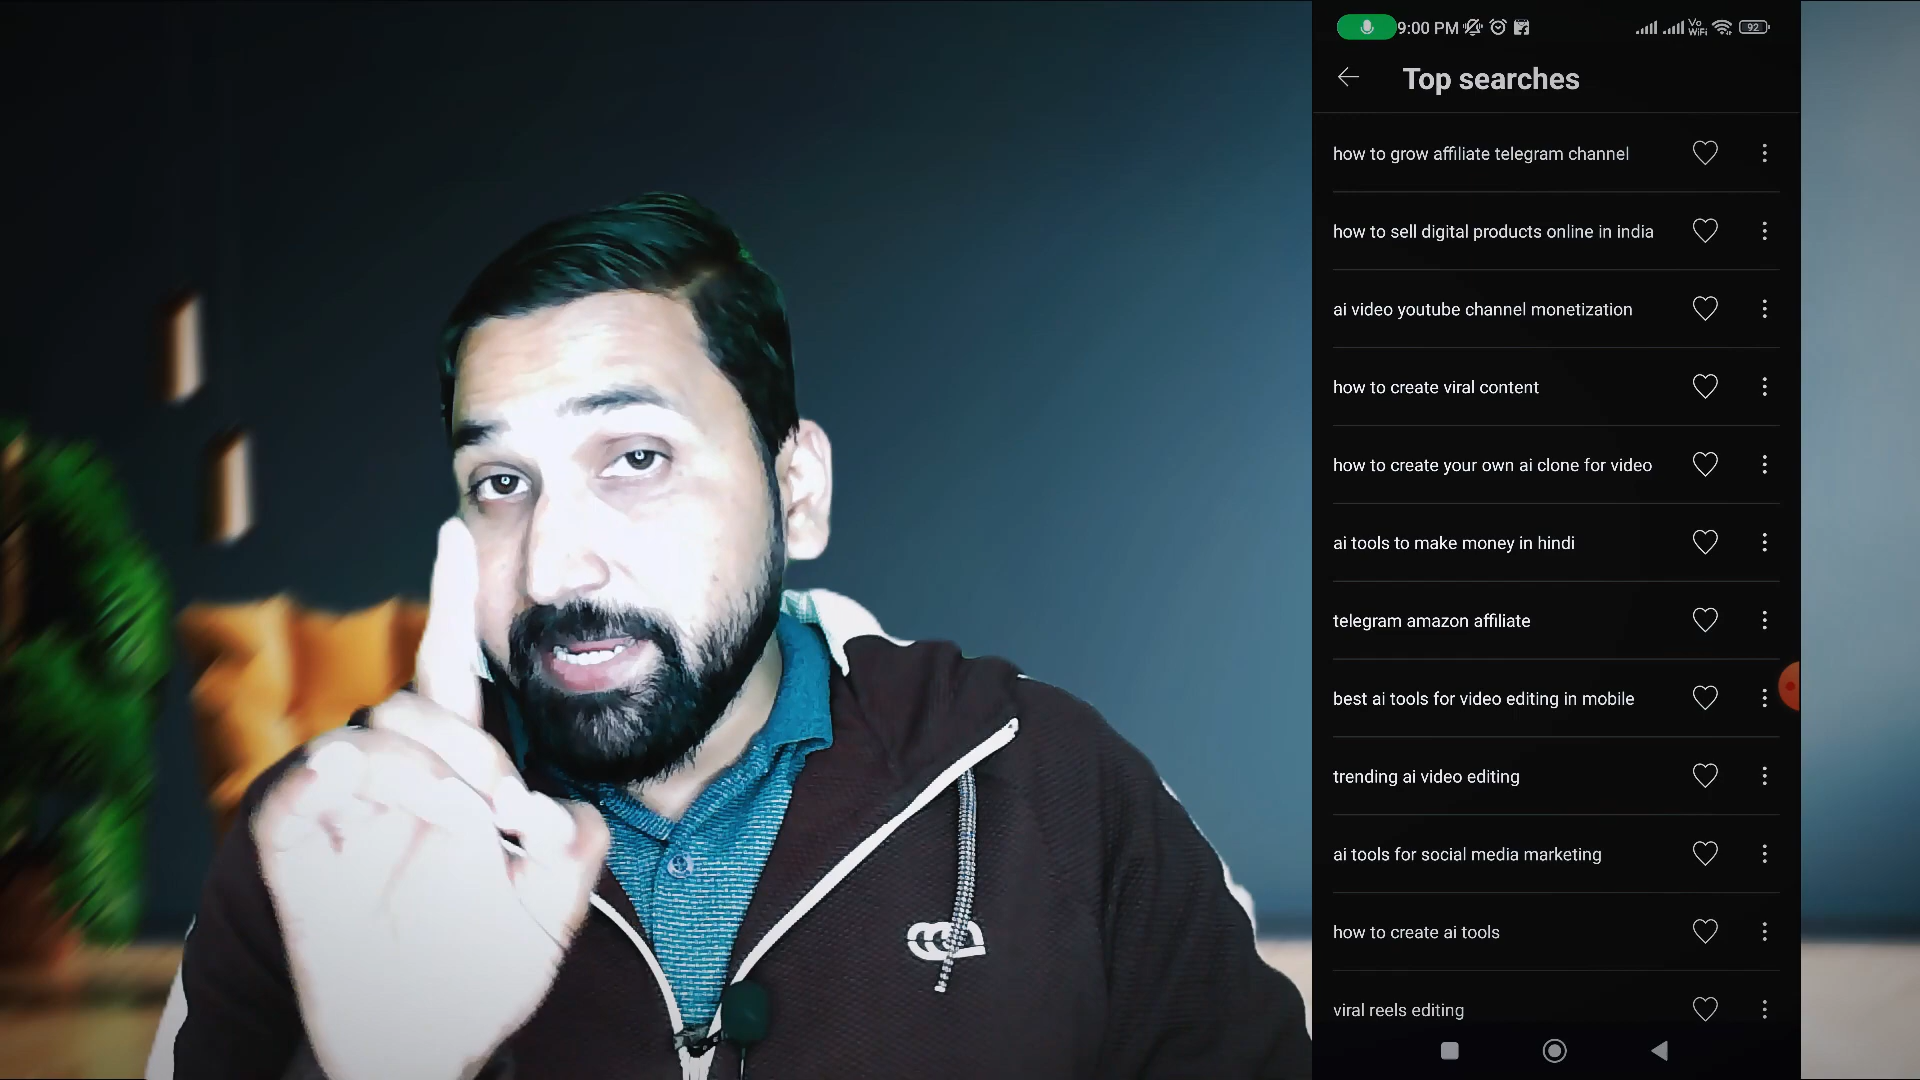 9:00 PM
Vo
WiFi
92
Top searches
how to grow affiliate telegram channel
how to sell digital products online in india
ai video youtube channel monetization
how to create viral content
how to create your own ai clone for video
ai tools to make money in hindi
telegram amazon affiliate
best ai tools for video editing in mobile
trending ai video editing
ai tools for social media marketing
how to create ai tools
viral reels editing